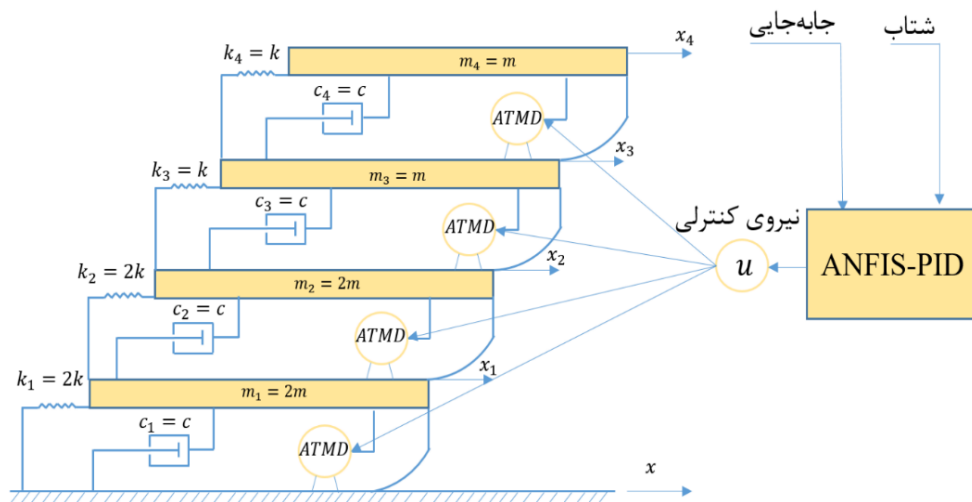 شتاب
جابه‌جایی
x₄
k₄ = k
m₄ = m
c₄ = c
ATMD
x₃
k₃ = k
m₃ = m
c₃ = c
ATMD
نیروی کنترلی
x₂
u
ANFIS-PID
k₂ = 2k
m₂ = 2m
c₂ = c
ATMD
x₁
k₁ = 2k
m₁ = 2m
c₁ = c
ATMD
x